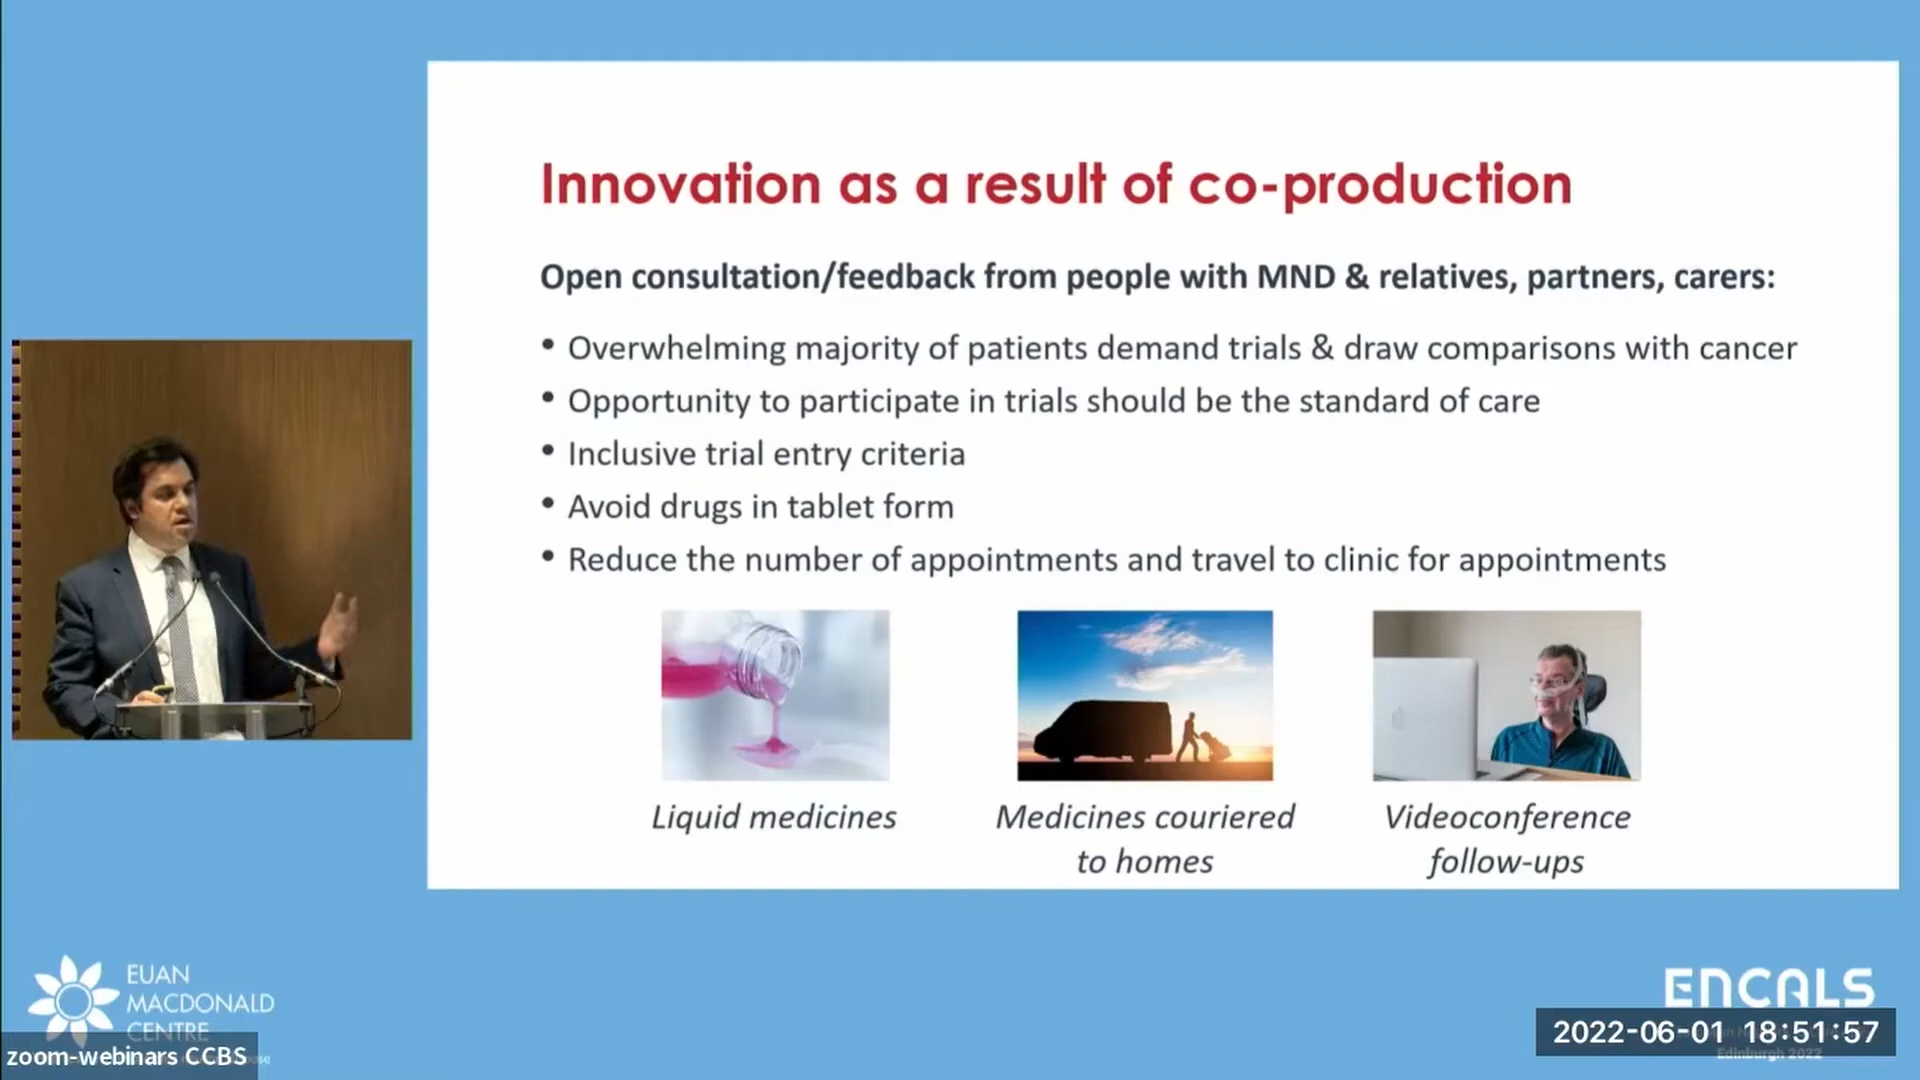 Innovation as a result of co-production
Open consultation/feedback from people with MND & relatives, partners, carers:
• Overwhelming majority of patients demand trials & draw comparisons with cancer
• Opportunity to participate in trials should be the standard of care
• Inclusive trial entry criteria
• Avoid drugs in tablet form
• Reduce the number of appointments and travel to clinic for appointments
Liquid medicines
Medicines couriered
to homes
Videoconference
follow-ups
EUAN
MACDONALD
CENTRE
zoom-webinars CCBS
ENCALS
2022-06-01 18:51:57
Edinburgh 2022